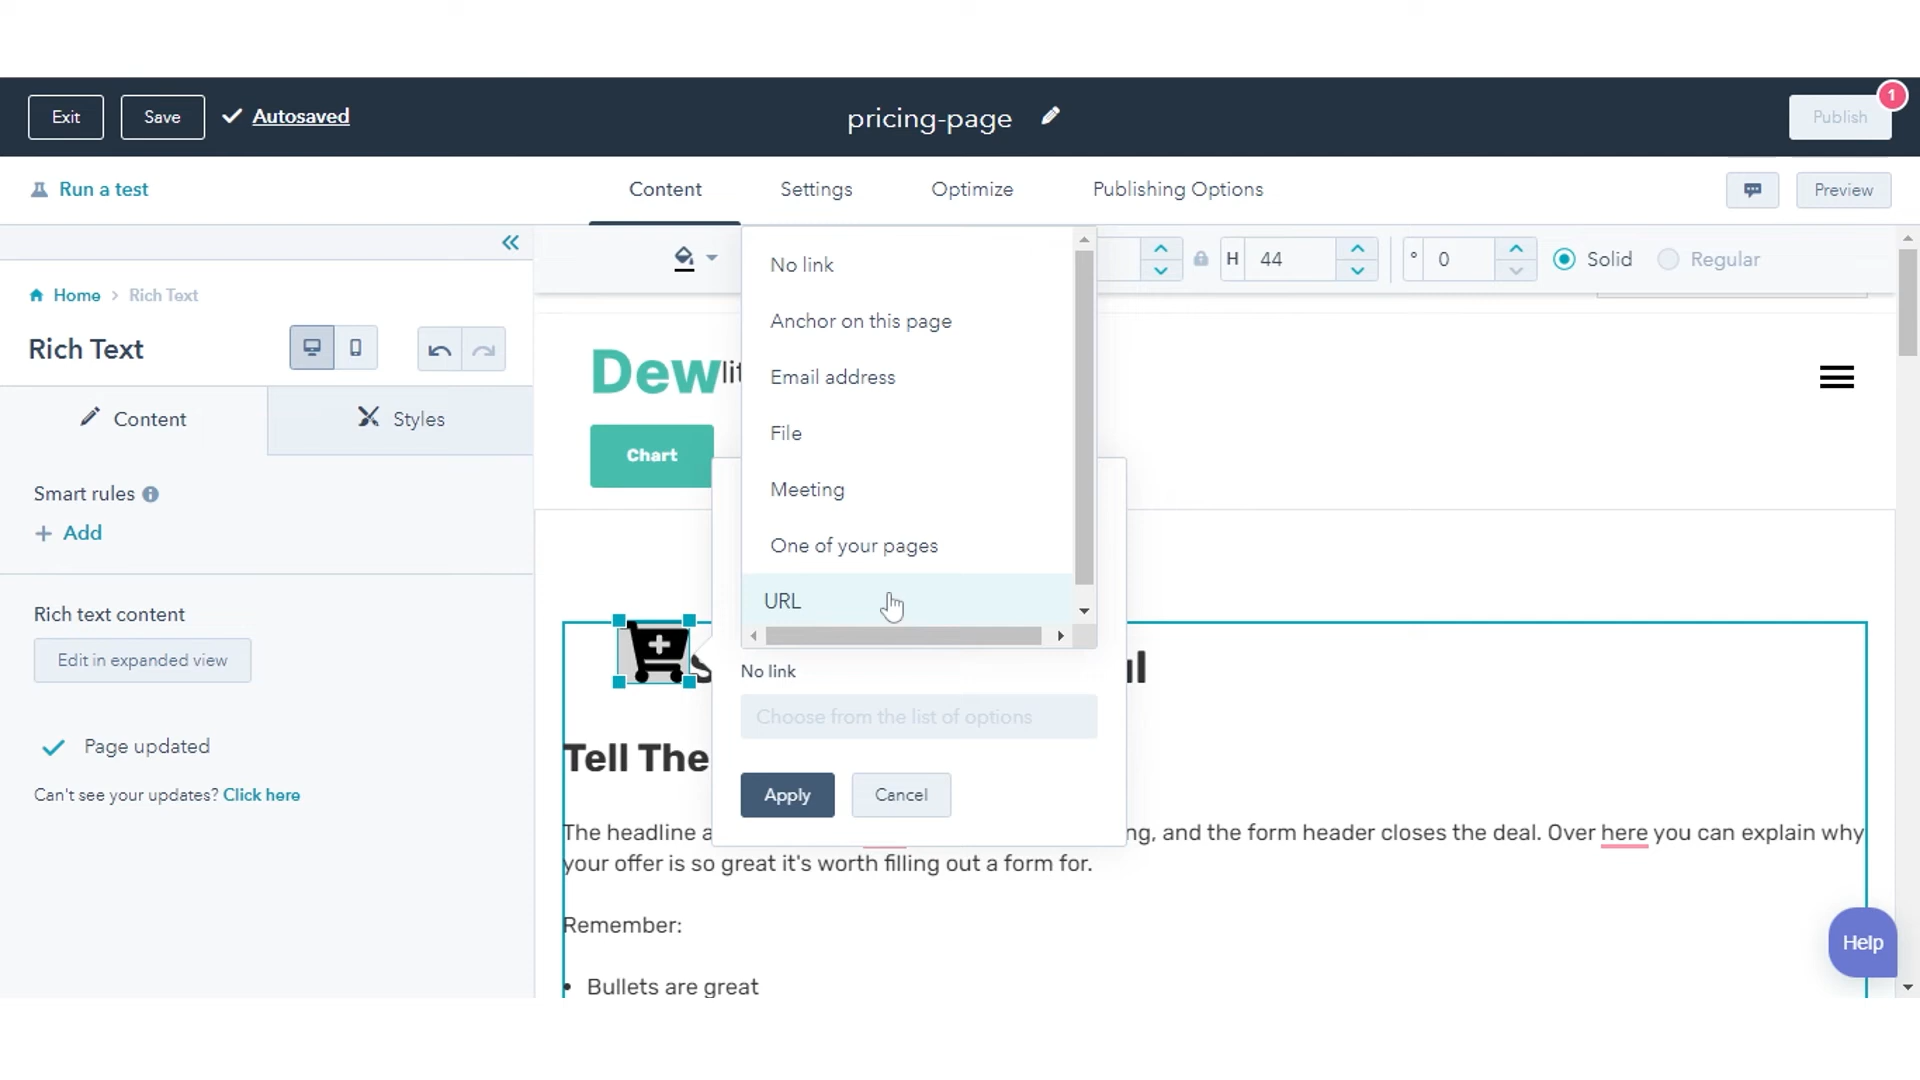 Exit
Save
Autosaved
pricing-page
1
Publish
Run a test
Content
Settings
Optimize
Publishing Options
Preview
H
44
°
0
Solid
Regular
Home
Rich Text
Rich Text
Content
Styles
Smart rules
Add
Rich text content
Edit in expanded view
Page updated
Can't see your updates? Click here
No link
Anchor on this page
Email address
File
Meeting
One of your pages
URL
No link
Choose from the list of options
Apply
Cancel
Dew
Chart
Tell The
The headline a
ng, and the form header closes the deal. Over here you can explain why
your offer is so great it's worth filling out a form for.
Remember:
• Bullets are great
Help